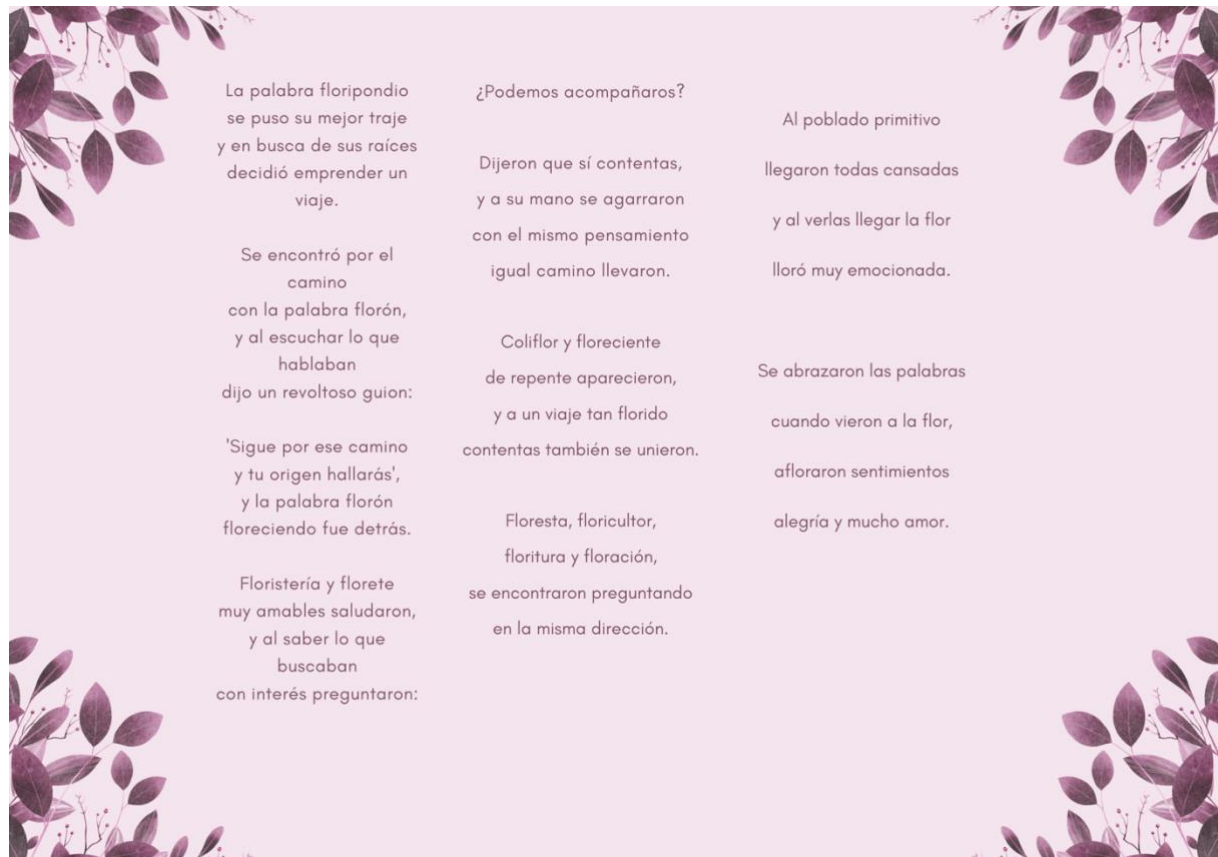 La palabra floripondio
se puso su mejor traje
y en busca de sus raíces
decidió emprender un
viaje.
Se encontró por el
camino
con la palabra florón,
y al escuchar lo que
hablaban
dijo un revoltoso guion:
'Sigue por ese camino
y tu origen hallarás',
y la palabra florón
floreciendo fue detrás.
Floristería y florete
muy amables saludaron,
y al saber lo que
buscaban
con interés preguntaron:
¿Podemos acompañaros?
Dijeron que sí contentas,
y a su mano se agarraron
con el mismo pensamiento
igual camino llevaron.
Coliflor y floreciente
de repente aparecieron,
y a un viaje tan florido
contentas también se unieron.
Floresta, floricultor,
floritura y floración,
se encontraron preguntando
en la misma dirección.
Al poblado primitivo
llegaron todas cansadas
y al verlas llegar la flor
lloró muy emocionada.
Se abrazaron las palabras
cuando vieron a la flor,
afloraron sentimientos
alegría y mucho amor.